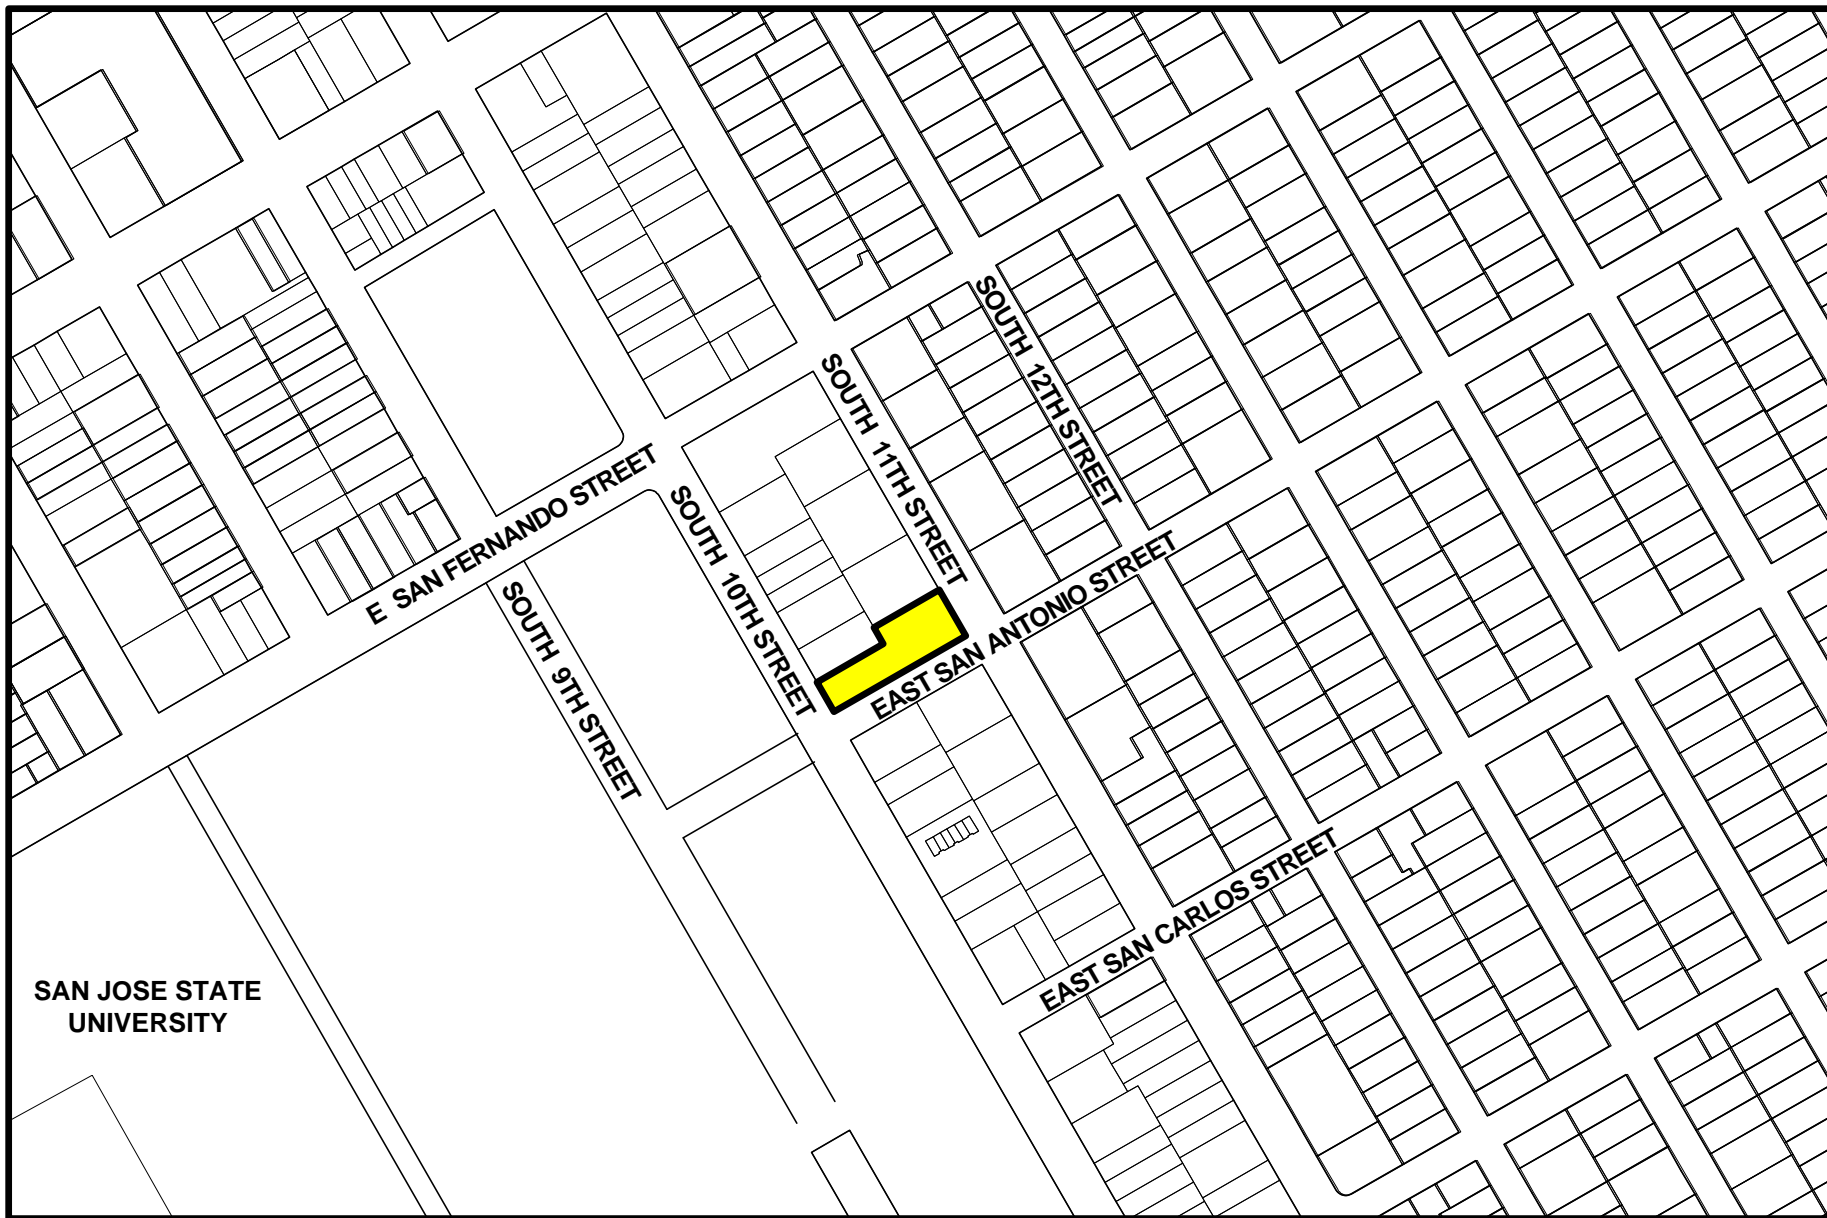 SOUTH 12TH STREET
SOUTH 11TH STREET
E SAN FERNANDO STREET
SOUTH 10TH STREET
EAST SAN ANTONIO STREET
SOUTH 9TH STREET
EAST SAN CARLOS STREET
SAN JOSE STATE
UNIVERSITY